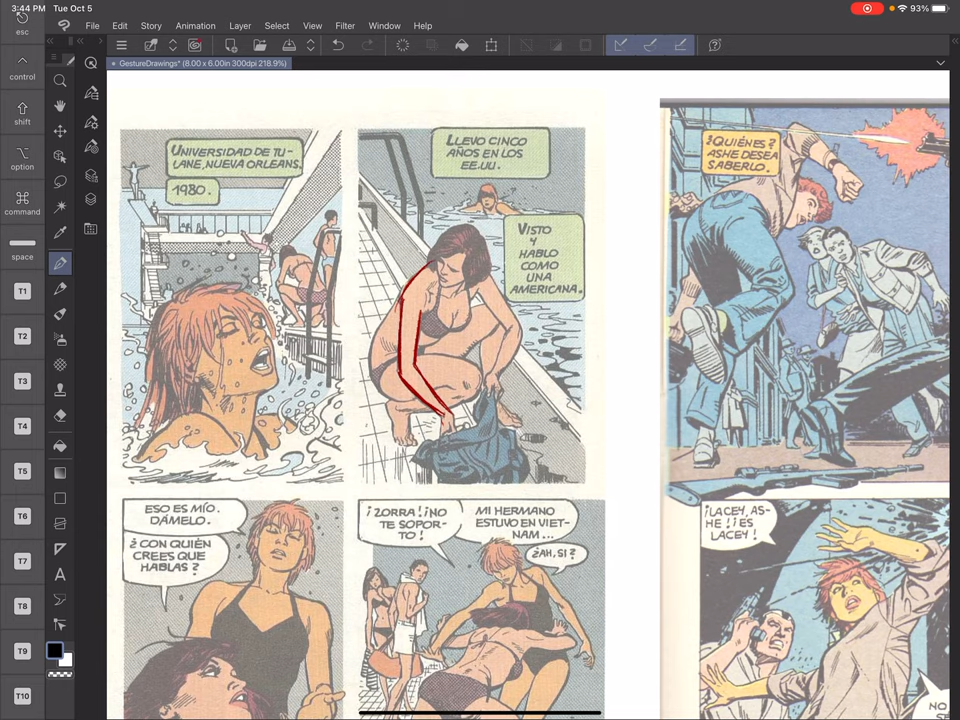 3:44 PM Tue Oct 5
93%
File Edit Story Animation Layer Select View Filter Window Help
esc
control
shift
option
command
space
T1
T2
T3
T4
T5
T6
T7
T8
T9
T10
GestureDrawings* (8.00 x 6.00in 300dpi 218.9%)
UNIVERSIDAD DE TU-
LANE, NUEVA ORLEANS.
1980.
LLEVO CINCO
AÑOS EN LOS
EE.UU.
VISTO
Y
HABLO
COMO
UNA
AMERICANA.
¿QUIÉNES?
ASHE DESEA
SABERLO.
ESO ES MÍO.
DÁMELO.
¿CON QUIÉN
CREES QUE
HABLAS?
¡ZORRA! ¡NO
TE SOPOR-
TO!
MI HERMANO
ESTUVO EN VIET-
NAM...
¿AH, SI?
¡LACEY, AS-
HE! ¡ES
LACEY!
NO